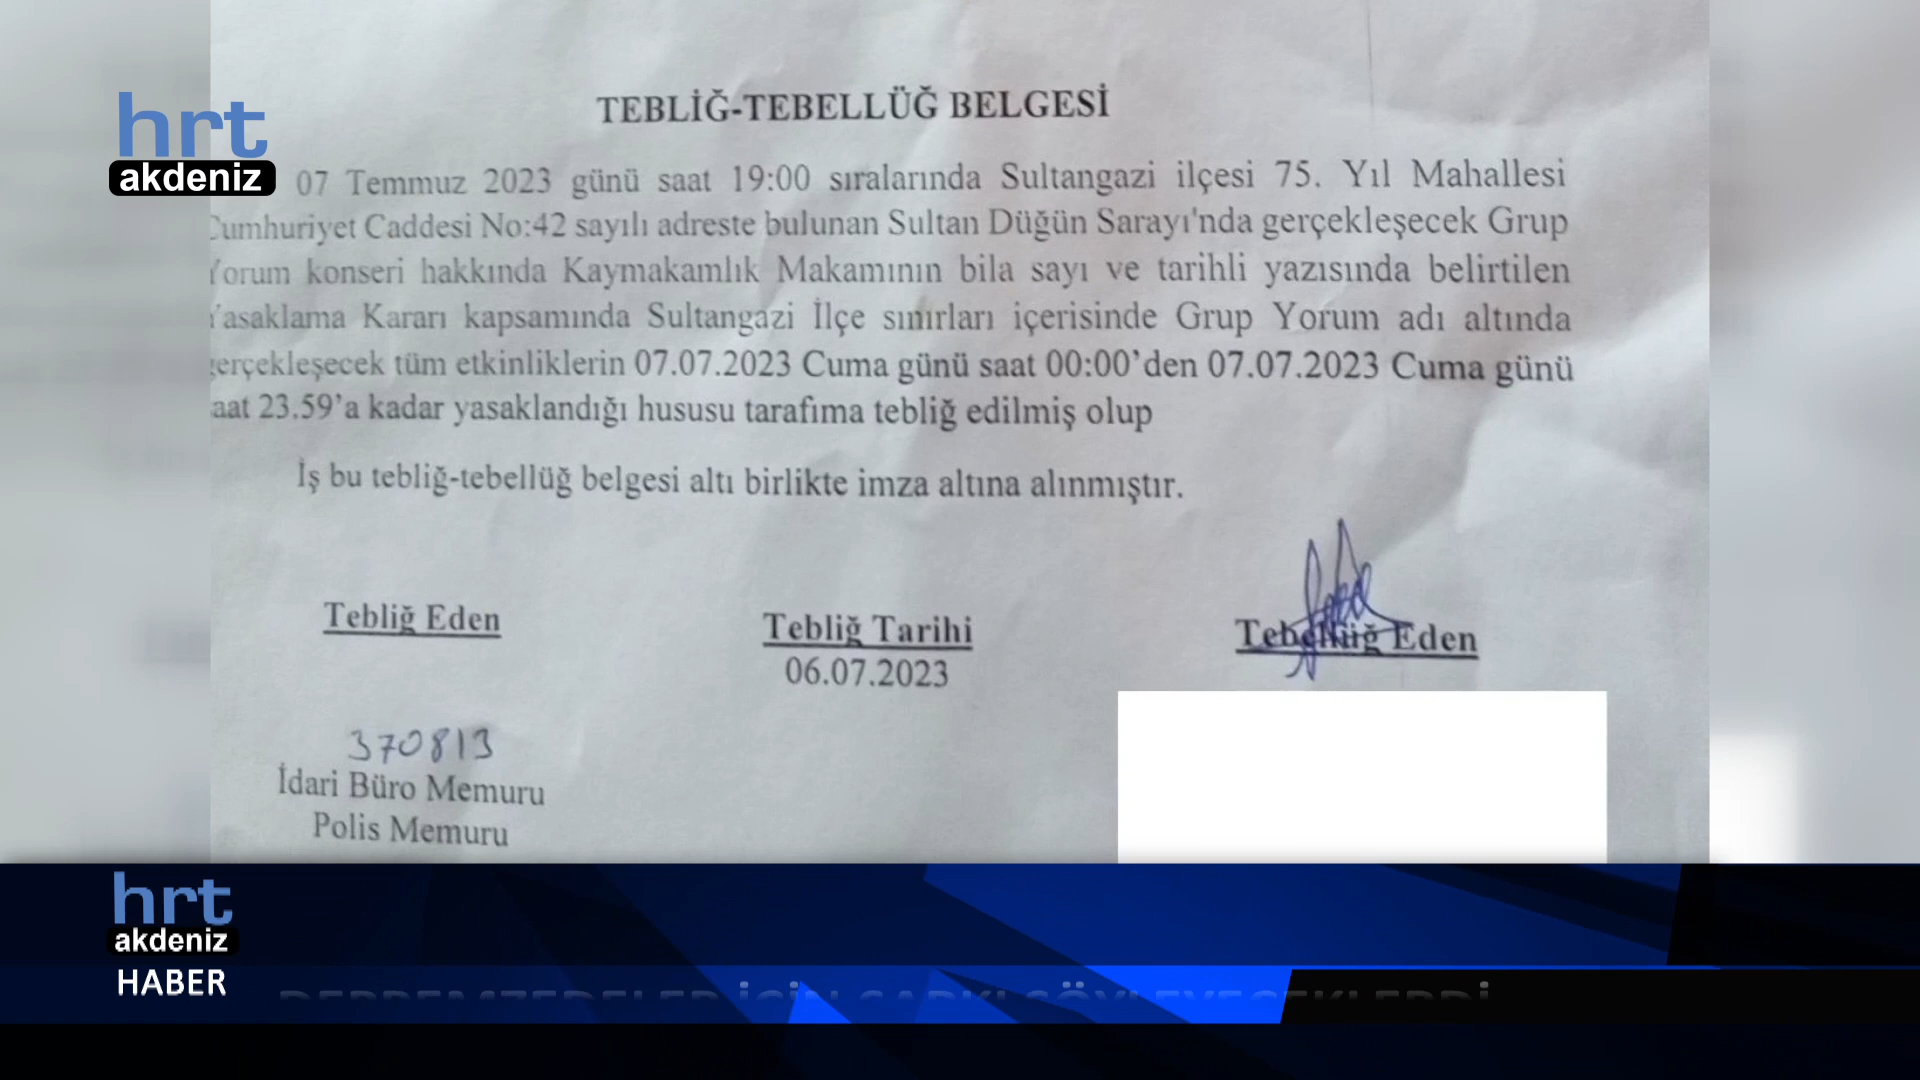 TEBLİĞ-TEBELLÜĞ BELGESİ
hrt
akdeniz
07 Temmuz 2023 günü saat 19:00 sıralarında Sultangazi ilçesi 75. Yıl Mahallesi
Cumhuriyet Caddesi No:42 sayılı adreste bulunan Sultan Düğün Sarayı'nda gerçekleşecek Grup
Yorum konseri hakkında Kaymakamlık Makamının bila sayı ve tarihli yazısında belirtilen
Yasaklama Kararı kapsamında Sultangazi İlçe sınırları içerisinde Grup Yorum adı altında
gerçekleşecek tüm etkinliklerin 07.07.2023 Cuma günü saat 00:00’den 07.07.2023 Cuma günü
aat 23.59’a kadar yasaklandığı hususu tarafıma tebliğ edilmiş olup
İş bu tebliğ-tebellüğ belgesi altı birlikte imza altına alınmıştır.
Tebliğ Eden
Tebliğ Tarihi
Tebellüğ Eden
06.07.2023
370813
İdari Büro Memuru
Polis Memuru
hrt
akdeniz
HABER